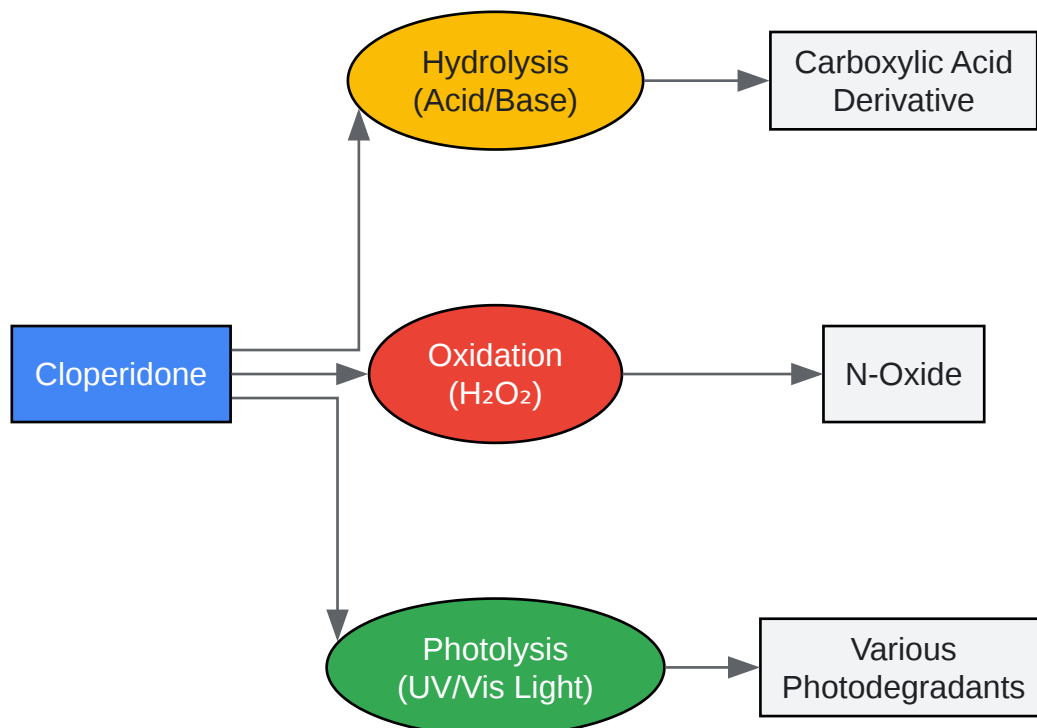 Hydrolysis
(Acid/Base)
Carboxylic Acid
Derivative
Cloperidone
Oxidation
(H₂O₂)
N-Oxide
Photolysis
(UV/Vis Light)
Various
Photodegradants